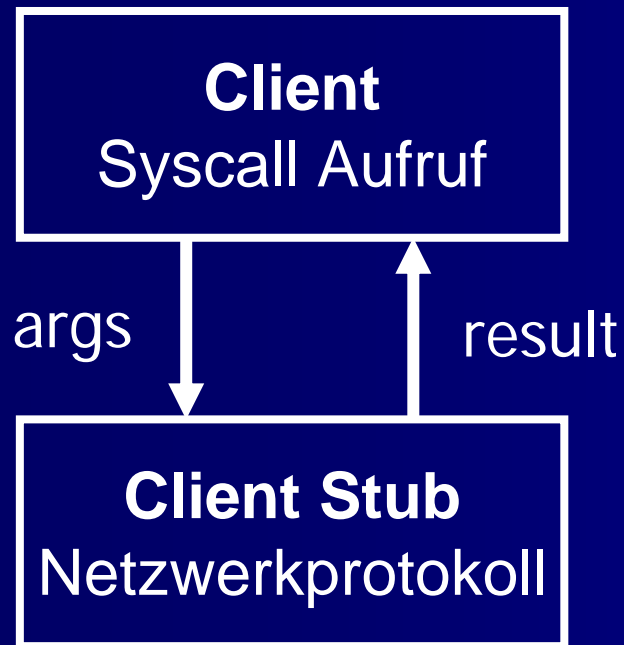 Client
Syscall Aufruf
args
result
Client Stub
Netzwerkprotokoll